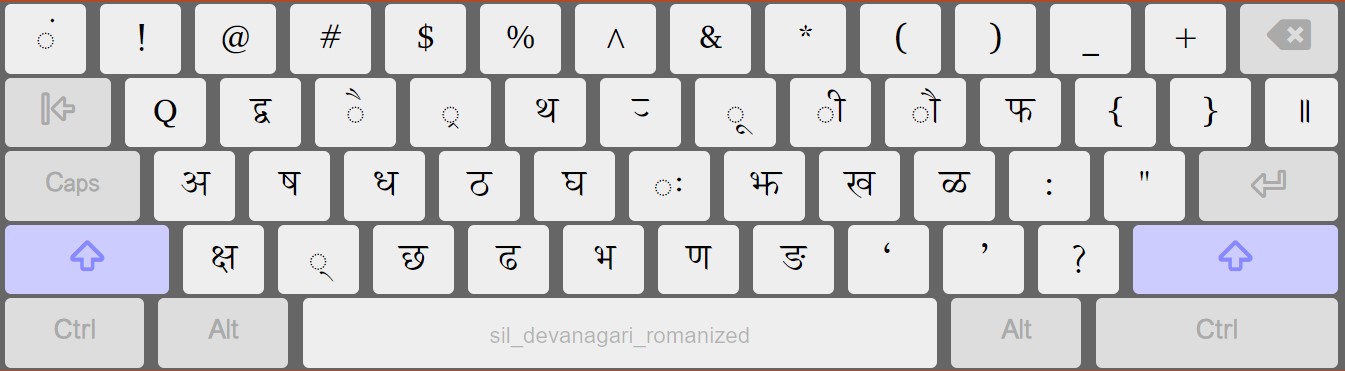 ं ! @ # $ % ^ & * ( ) _ +
Q द्व ै ्र थ ू ी ौ फ { } ॥
Caps अ ष ध ठ घ ः झ ख ळ : "
क्ष ् छ ढ भ ण ङ ‘ ’ ?
Ctrl Alt sil_devanagari_romanized Alt Ctrl